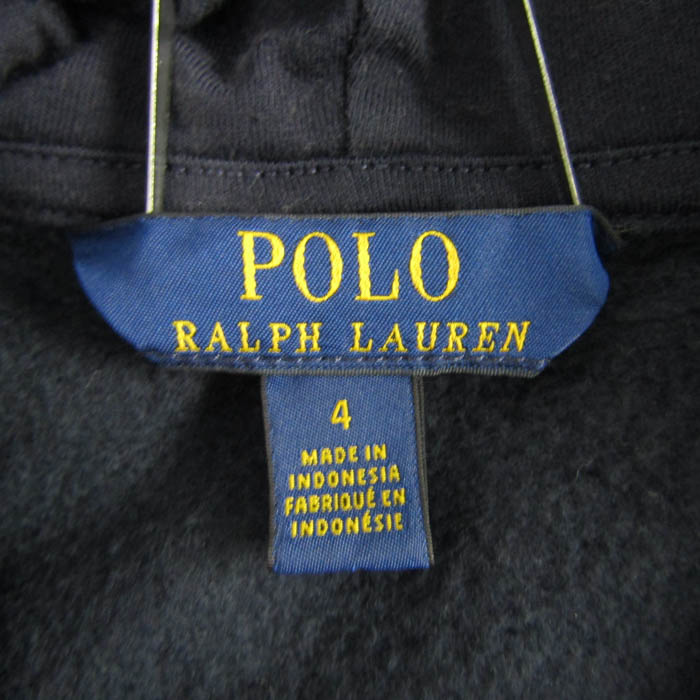 POLO
RALPH LAUREN
4
MADE IN
INDONESIA
FABRIQUÉ EN
INDONÉSIE